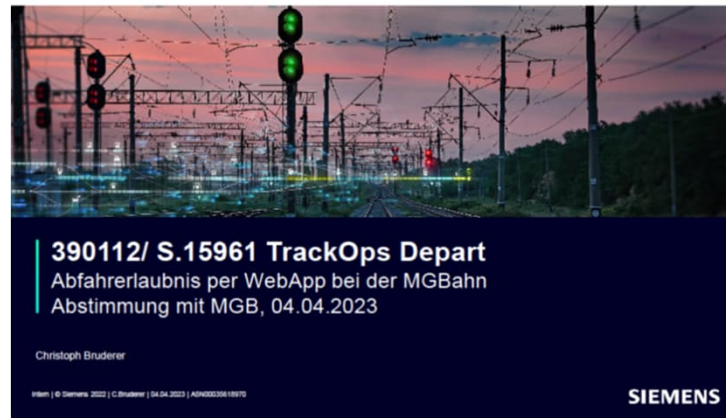 390112/ S.15961 TrackOps Depart
Abfahrerlaubnis per WebApp bei der MGBahn
Abstimmung mit MGB, 04.04.2023
Christoph Bruderer
Intern | © Siemens 2022 | C.Bruderer | 04.04.2023 | A5N00035618970
SIEMENS